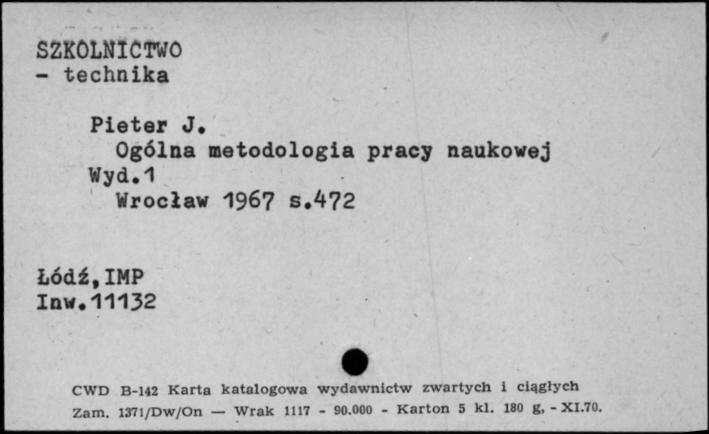 SZKOLNICTWO
- technika
Pieter J.
Ogólna metodologia pracy naukowej
Wyd.1
Wrocław 1967 s.472
Łódź,IMP
Inw.11132
CWD B-142 Karta katalogowa wydawnictw zwartych i ciągłych
Zam. 1371/Dw/On — Wrak 1117 - 90.000 - Karton 5 kl. 180 g, - XI.70.